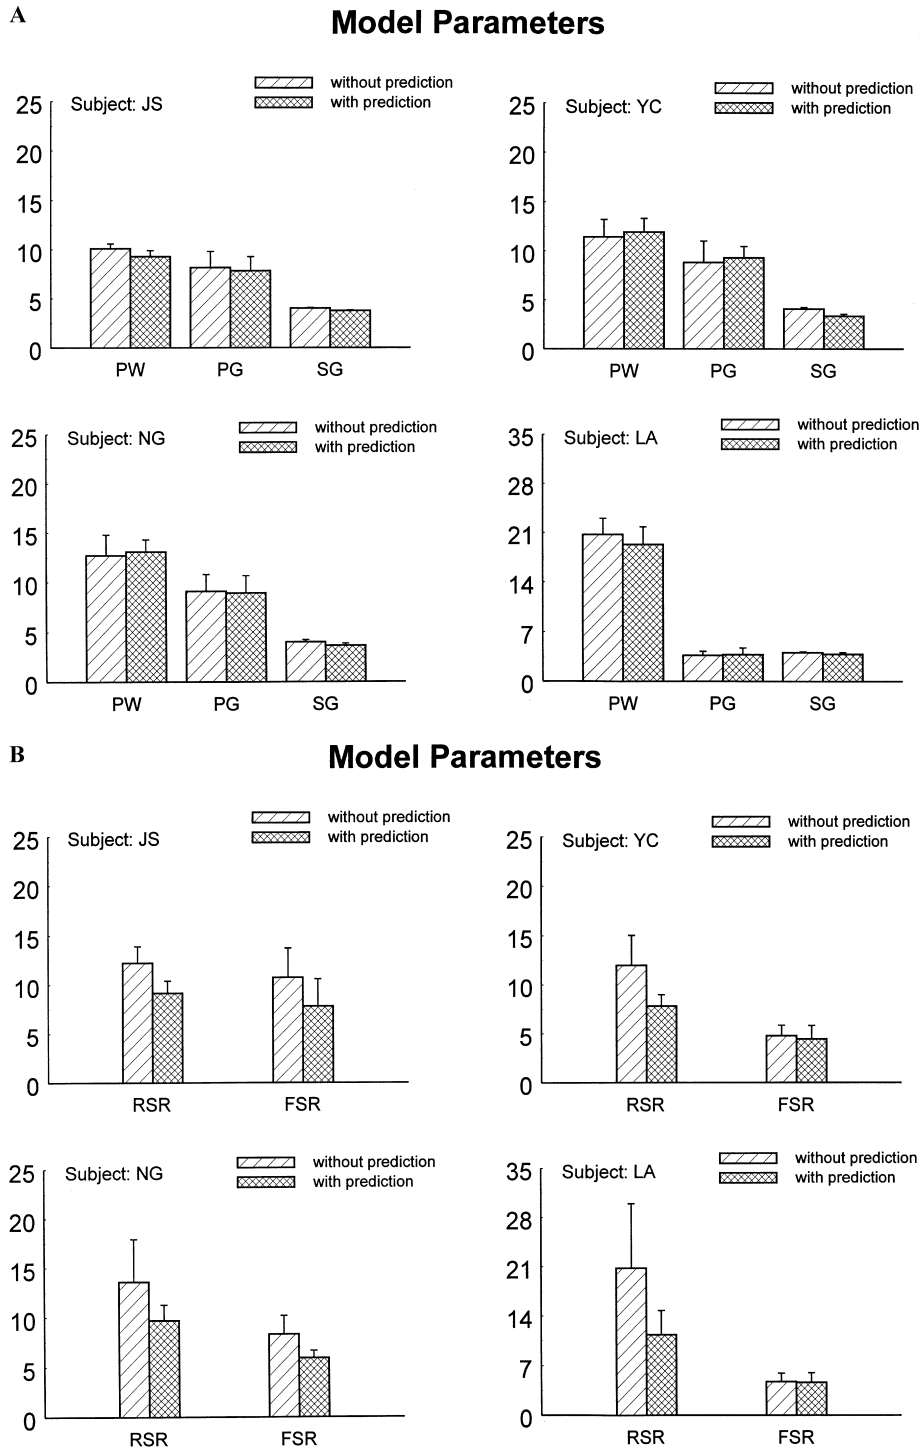 A
Model Parameters
Subject: JS
without prediction
with prediction
25
20
15
10
5
0
PW PG SG
Subject: YC
without prediction
with prediction
25
20
15
10
5
0
PW PG SG
Subject: NG
without prediction
with prediction
25
20
15
10
5
0
PW PG SG
Subject: LA
without prediction
with prediction
35
28
21
14
7
0
PW PG SG
B
Model Parameters
Subject: JS
without prediction
with prediction
25
20
15
10
5
0
RSR FSR
Subject: YC
without prediction
with prediction
25
20
15
10
5
0
RSR FSR
Subject: NG
without prediction
with prediction
25
20
15
10
5
0
RSR FSR
Subject: LA
without prediction
with prediction
35
28
21
14
7
0
RSR FSR